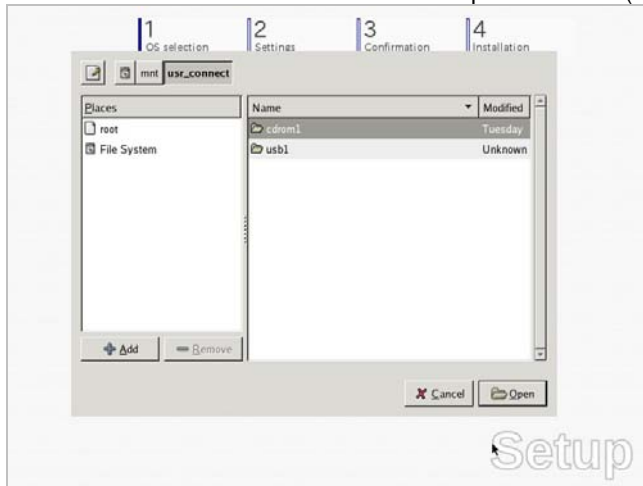 1 OS selection
2 Settings
3 Confirmation
4 Installation
mnt usr_connect
Places
root
File System
Name Modified
cdrom1 Tuesday
usb1 Unknown
Add Remove
Cancel Open
Setup